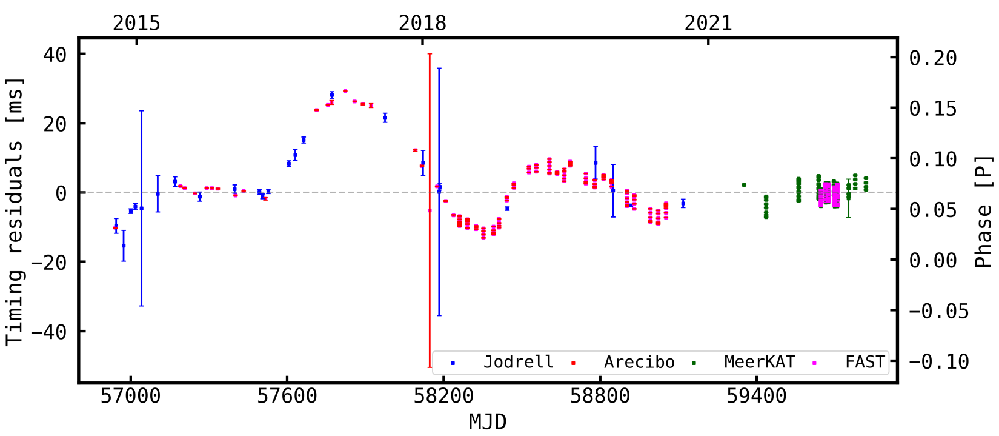 2015 2018 2021
40
20
0
−20
−40
Timing residuals [ms]
0.20
0.15
0.10
0.05
0.00
−0.05
−0.10
Phase [P]
Jodrell Arecibo MeerKAT FAST
57000 57600 58200 58800 59400
MJD